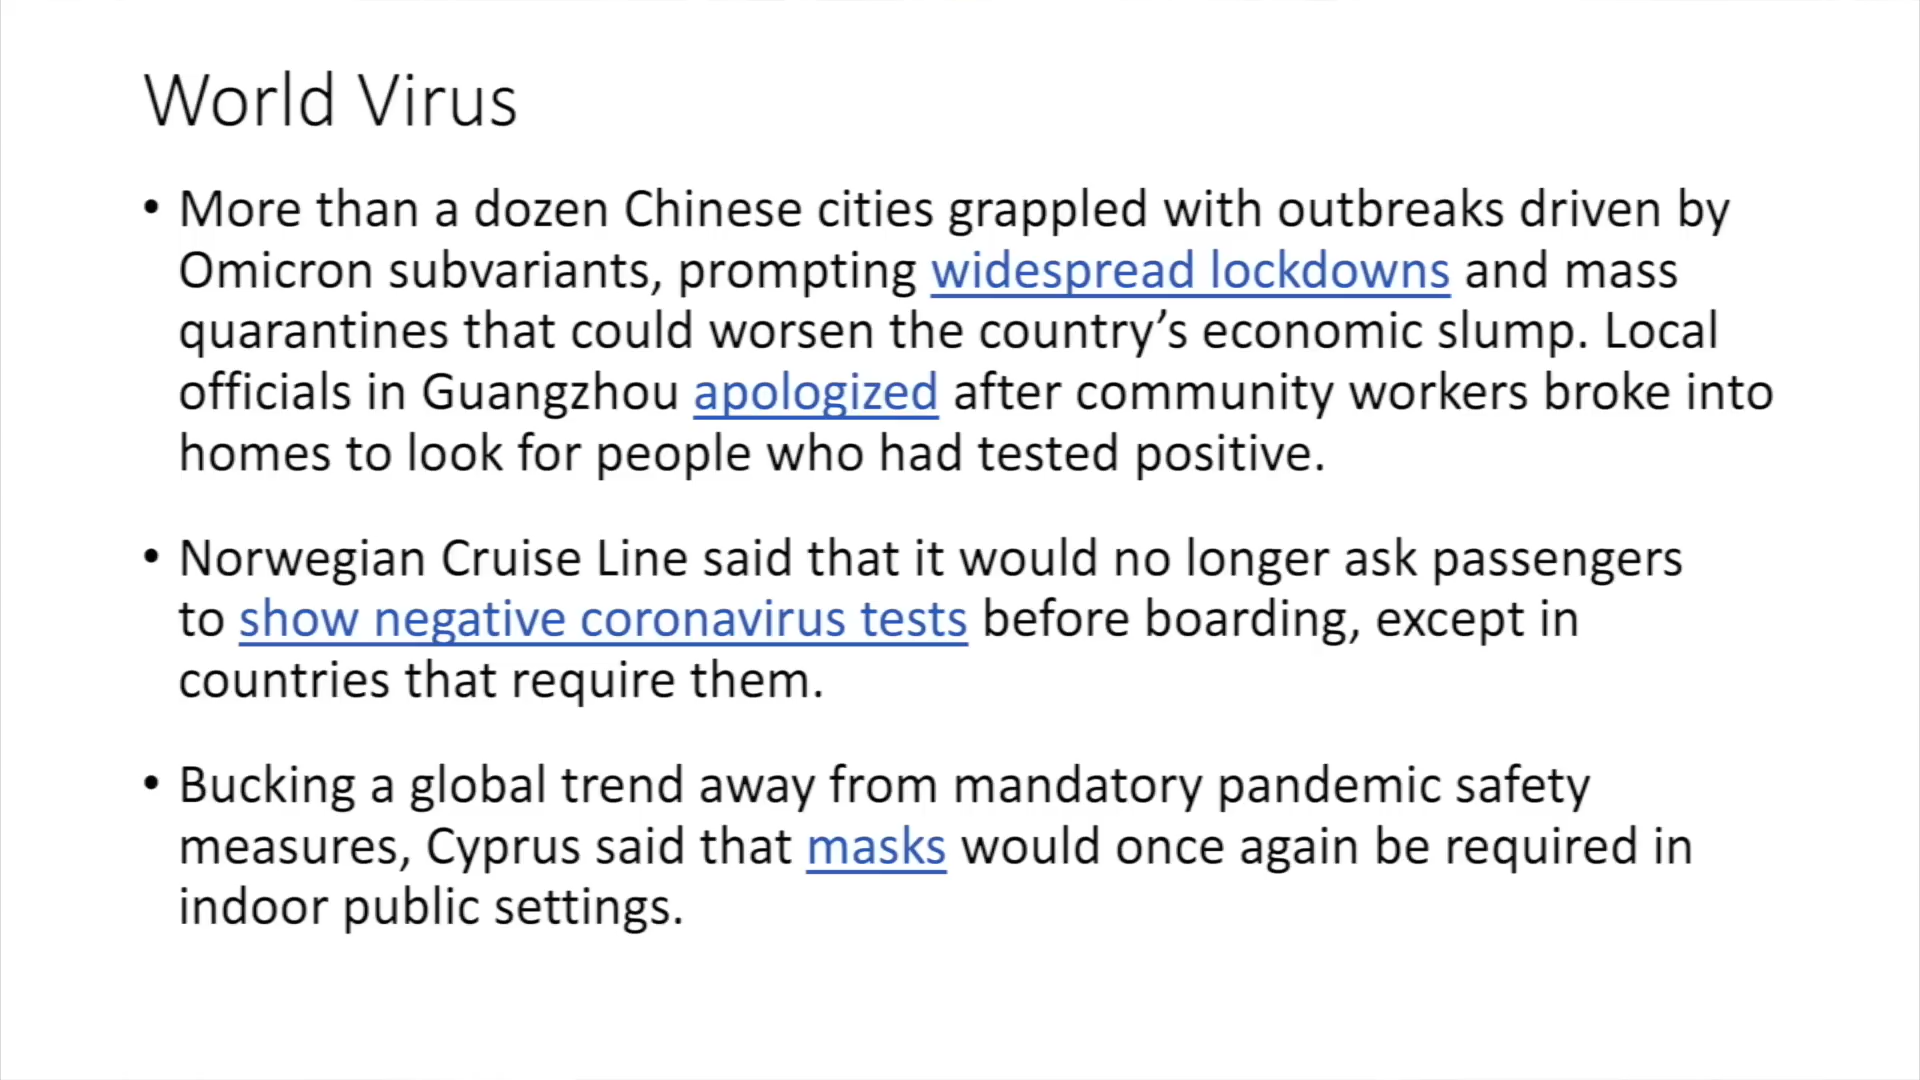 World Virus
• More than a dozen Chinese cities grappled with outbreaks driven by
Omicron subvariants, prompting widespread lockdowns and mass
quarantines that could worsen the country’s economic slump. Local
officials in Guangzhou apologized after community workers broke into
homes to look for people who had tested positive.
• Norwegian Cruise Line said that it would no longer ask passengers
to show negative coronavirus tests before boarding, except in
countries that require them.
• Bucking a global trend away from mandatory pandemic safety
measures, Cyprus said that masks would once again be required in
indoor public settings.